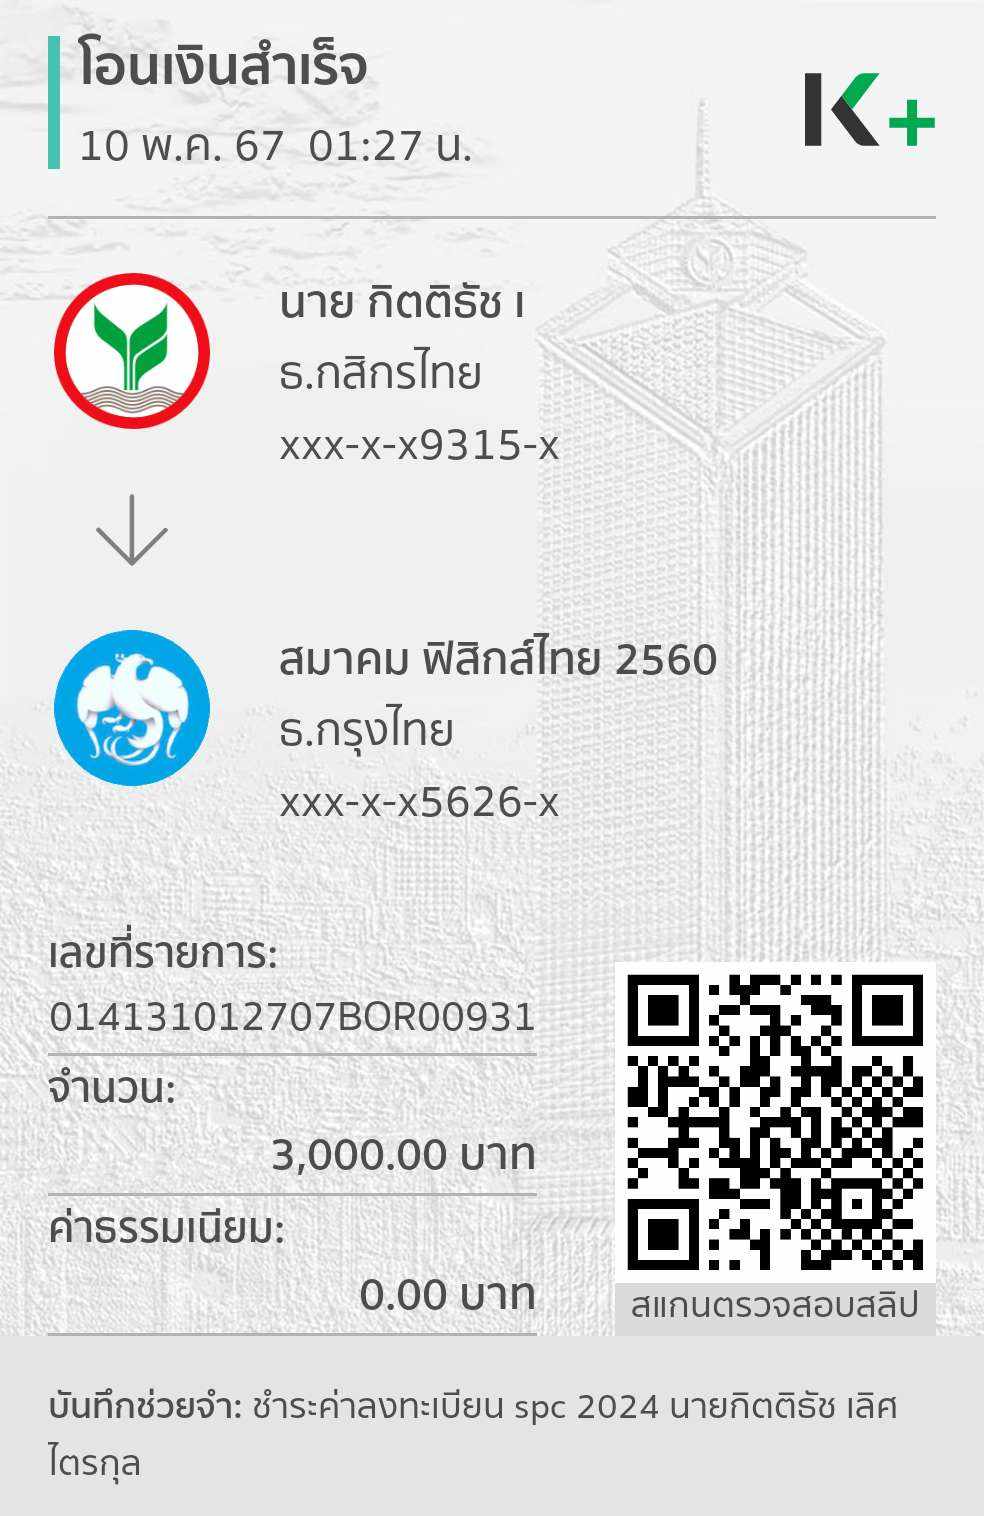 โอนเงินสำเร็จ
10 พ.ค. 67 01:27 น.
K+
นาย กิตติธัช เ
ธ.กสิกรไทย
xxx-x-x9315-x
สมาคม ฟิสิกส์ไทย 2560
ธ.กรุงไทย
xxx-x-x5626-x
เลขที่รายการ:
014131012707BOR00931
จำนวน:
3,000.00 บาท
ค่าธรรมเนียม:
0.00 บาท
สแกนตรวจสอบสลิป
บันทึกช่วยจำ: ชำระค่าลงทะเบียน spc 2024 นายกิตติธัช เลิศ
ไตรกุล